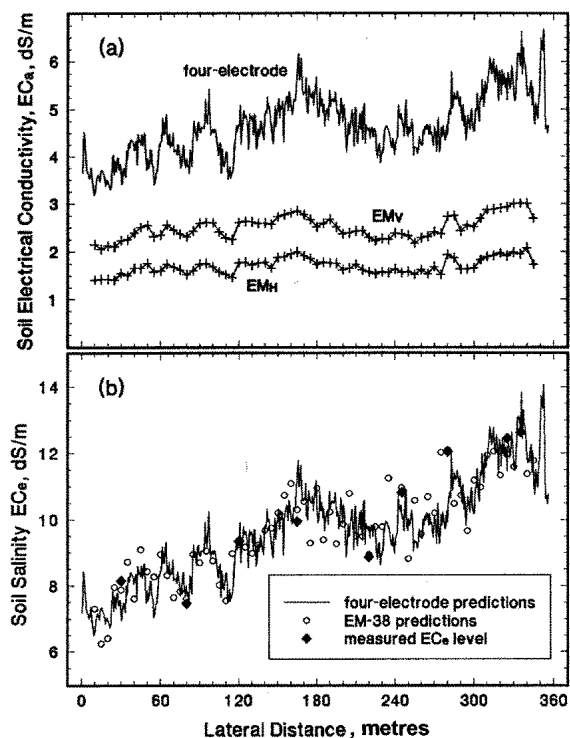 (a)
four-electrode
EMV
EMH
Soil Electrical Conductivity, ECa, dS/m
6
5
4
3
2
1
(b)
Soil Salinity ECe, dS/m
14
12
10
8
6
four-electrode predictions
EM-38 predictions
measured ECe level
0 60 120 180 240 300 360
Lateral Distance, metres